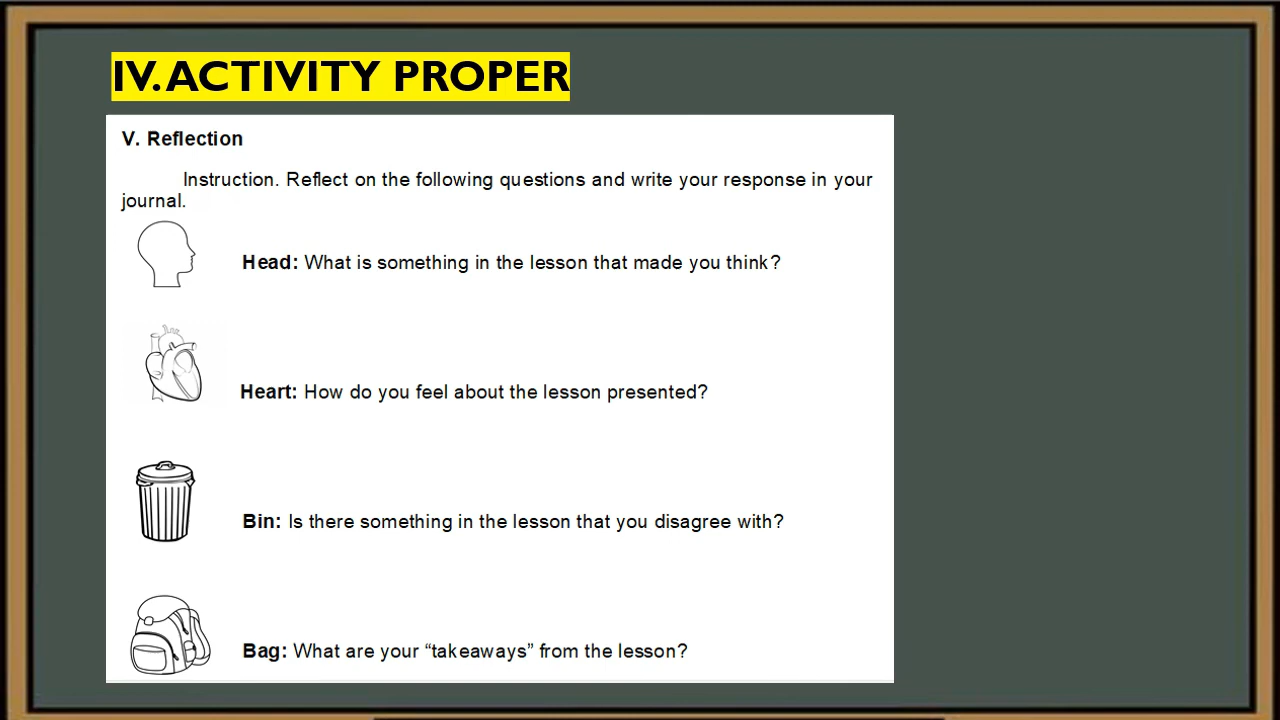 IV. ACTIVITY PROPER
V. Reflection
Instruction. Reflect on the following questions and write your response in your
journal.
Head: What is something in the lesson that made you think?
Heart: How do you feel about the lesson presented?
Bin: Is there something in the lesson that you disagree with?
Bag: What are your “takeaways” from the lesson?